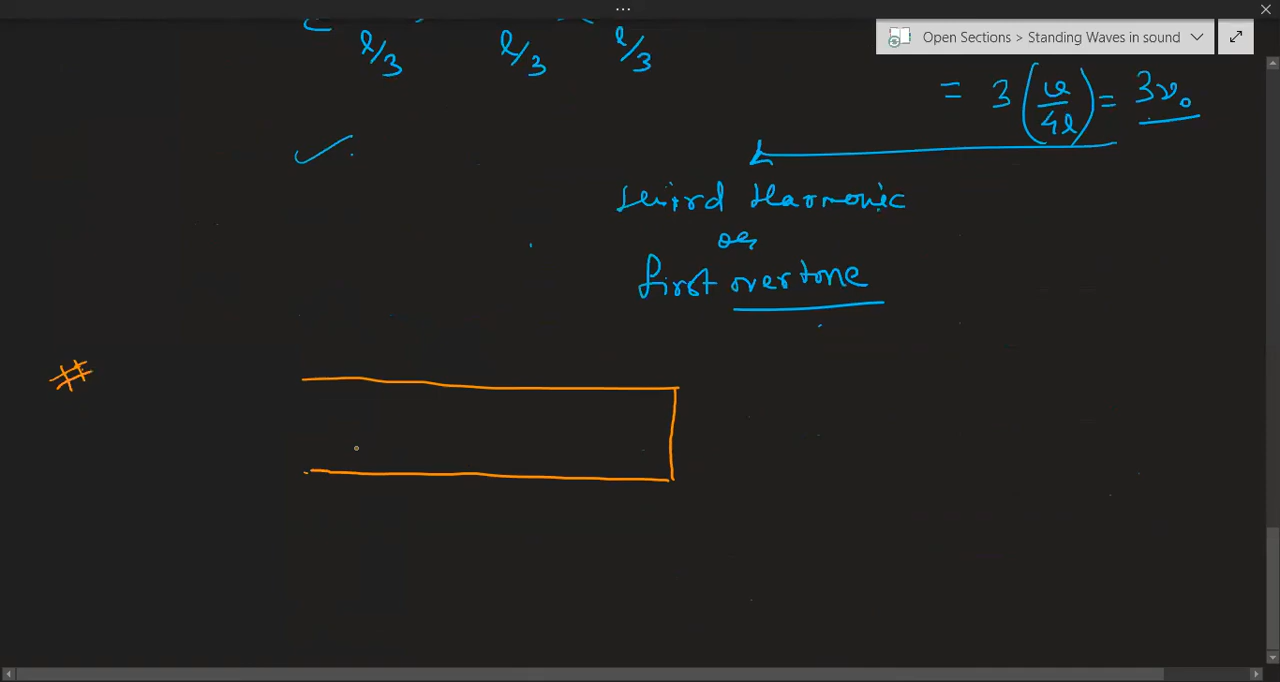 Open Sections > Standing Waves in sound
l/3 l/3 l/3
= 3 (v/4l) = 3ν₀
Third Harmonic
or
first overtone
#